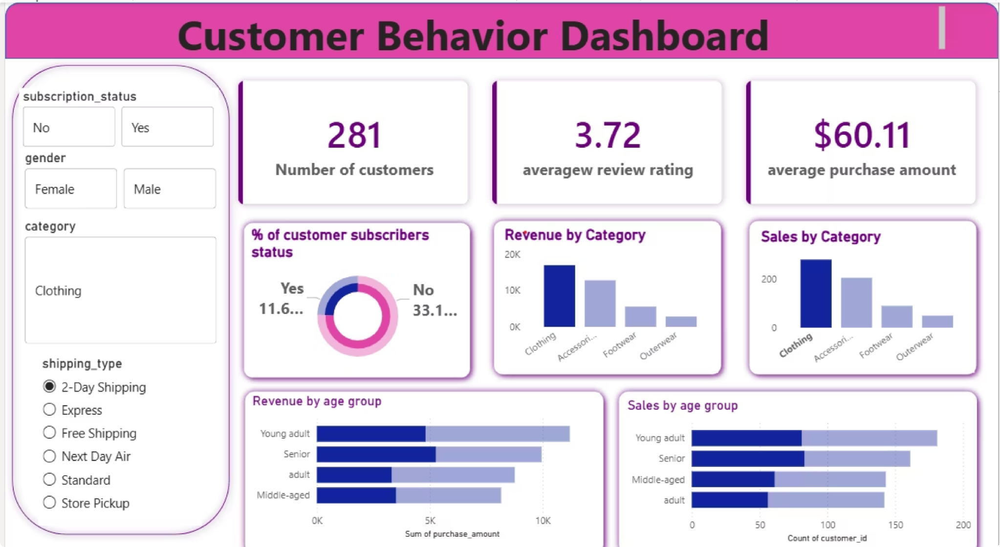 Customer Behavior Dashboard
subscription_status
No
Yes
gender
Female
Male
category
Clothing
shipping_type
2-Day Shipping
Express
Free Shipping
Next Day Air
Standard
Store Pickup
281
Number of customers
3.72
averagew review rating
$60.11
average purchase amount
% of customer subscribers
status
Yes
11.6...
No
33.1...
Revenue by Category
20K
10K
0K
Clothing
Accessori...
Footwear
Outerwear
Sales by Category
200
0
Clothing
Accessori...
Footwear
Outerwear
Revenue by age group
Young adult
Senior
adult
Middle-aged
0K
5K
10K
Sum of purchase_amount
Sales by age group
Young adult
Senior
Middle-aged
adult
0
50
100
150
200
Count of customer_id